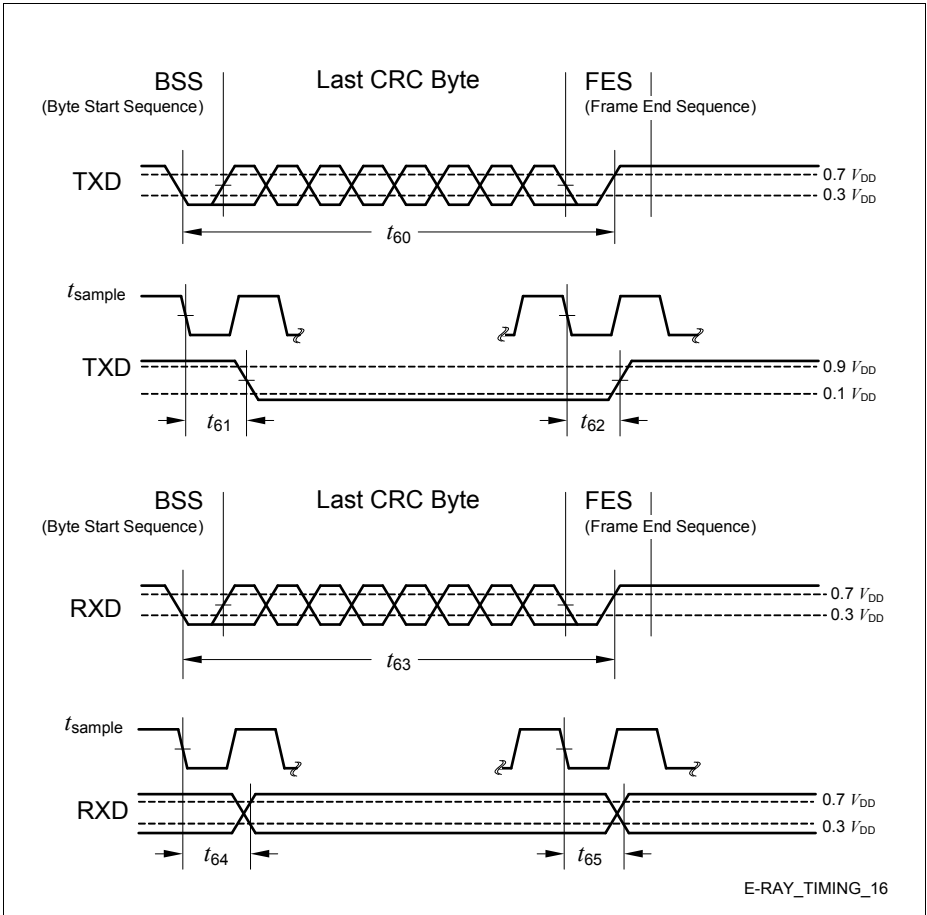 BSS Last CRC Byte FES
(Byte Start Sequence) (Frame End Sequence)
TXD
0.7 VDD
0.3 VDD
t60
tsample
TXD
0.9 VDD
0.1 VDD
t61 t62
BSS Last CRC Byte FES
(Byte Start Sequence) (Frame End Sequence)
RXD
0.7 VDD
0.3 VDD
t63
tsample
RXD
0.7 VDD
0.3 VDD
t64 t65
E-RAY_TIMING_16